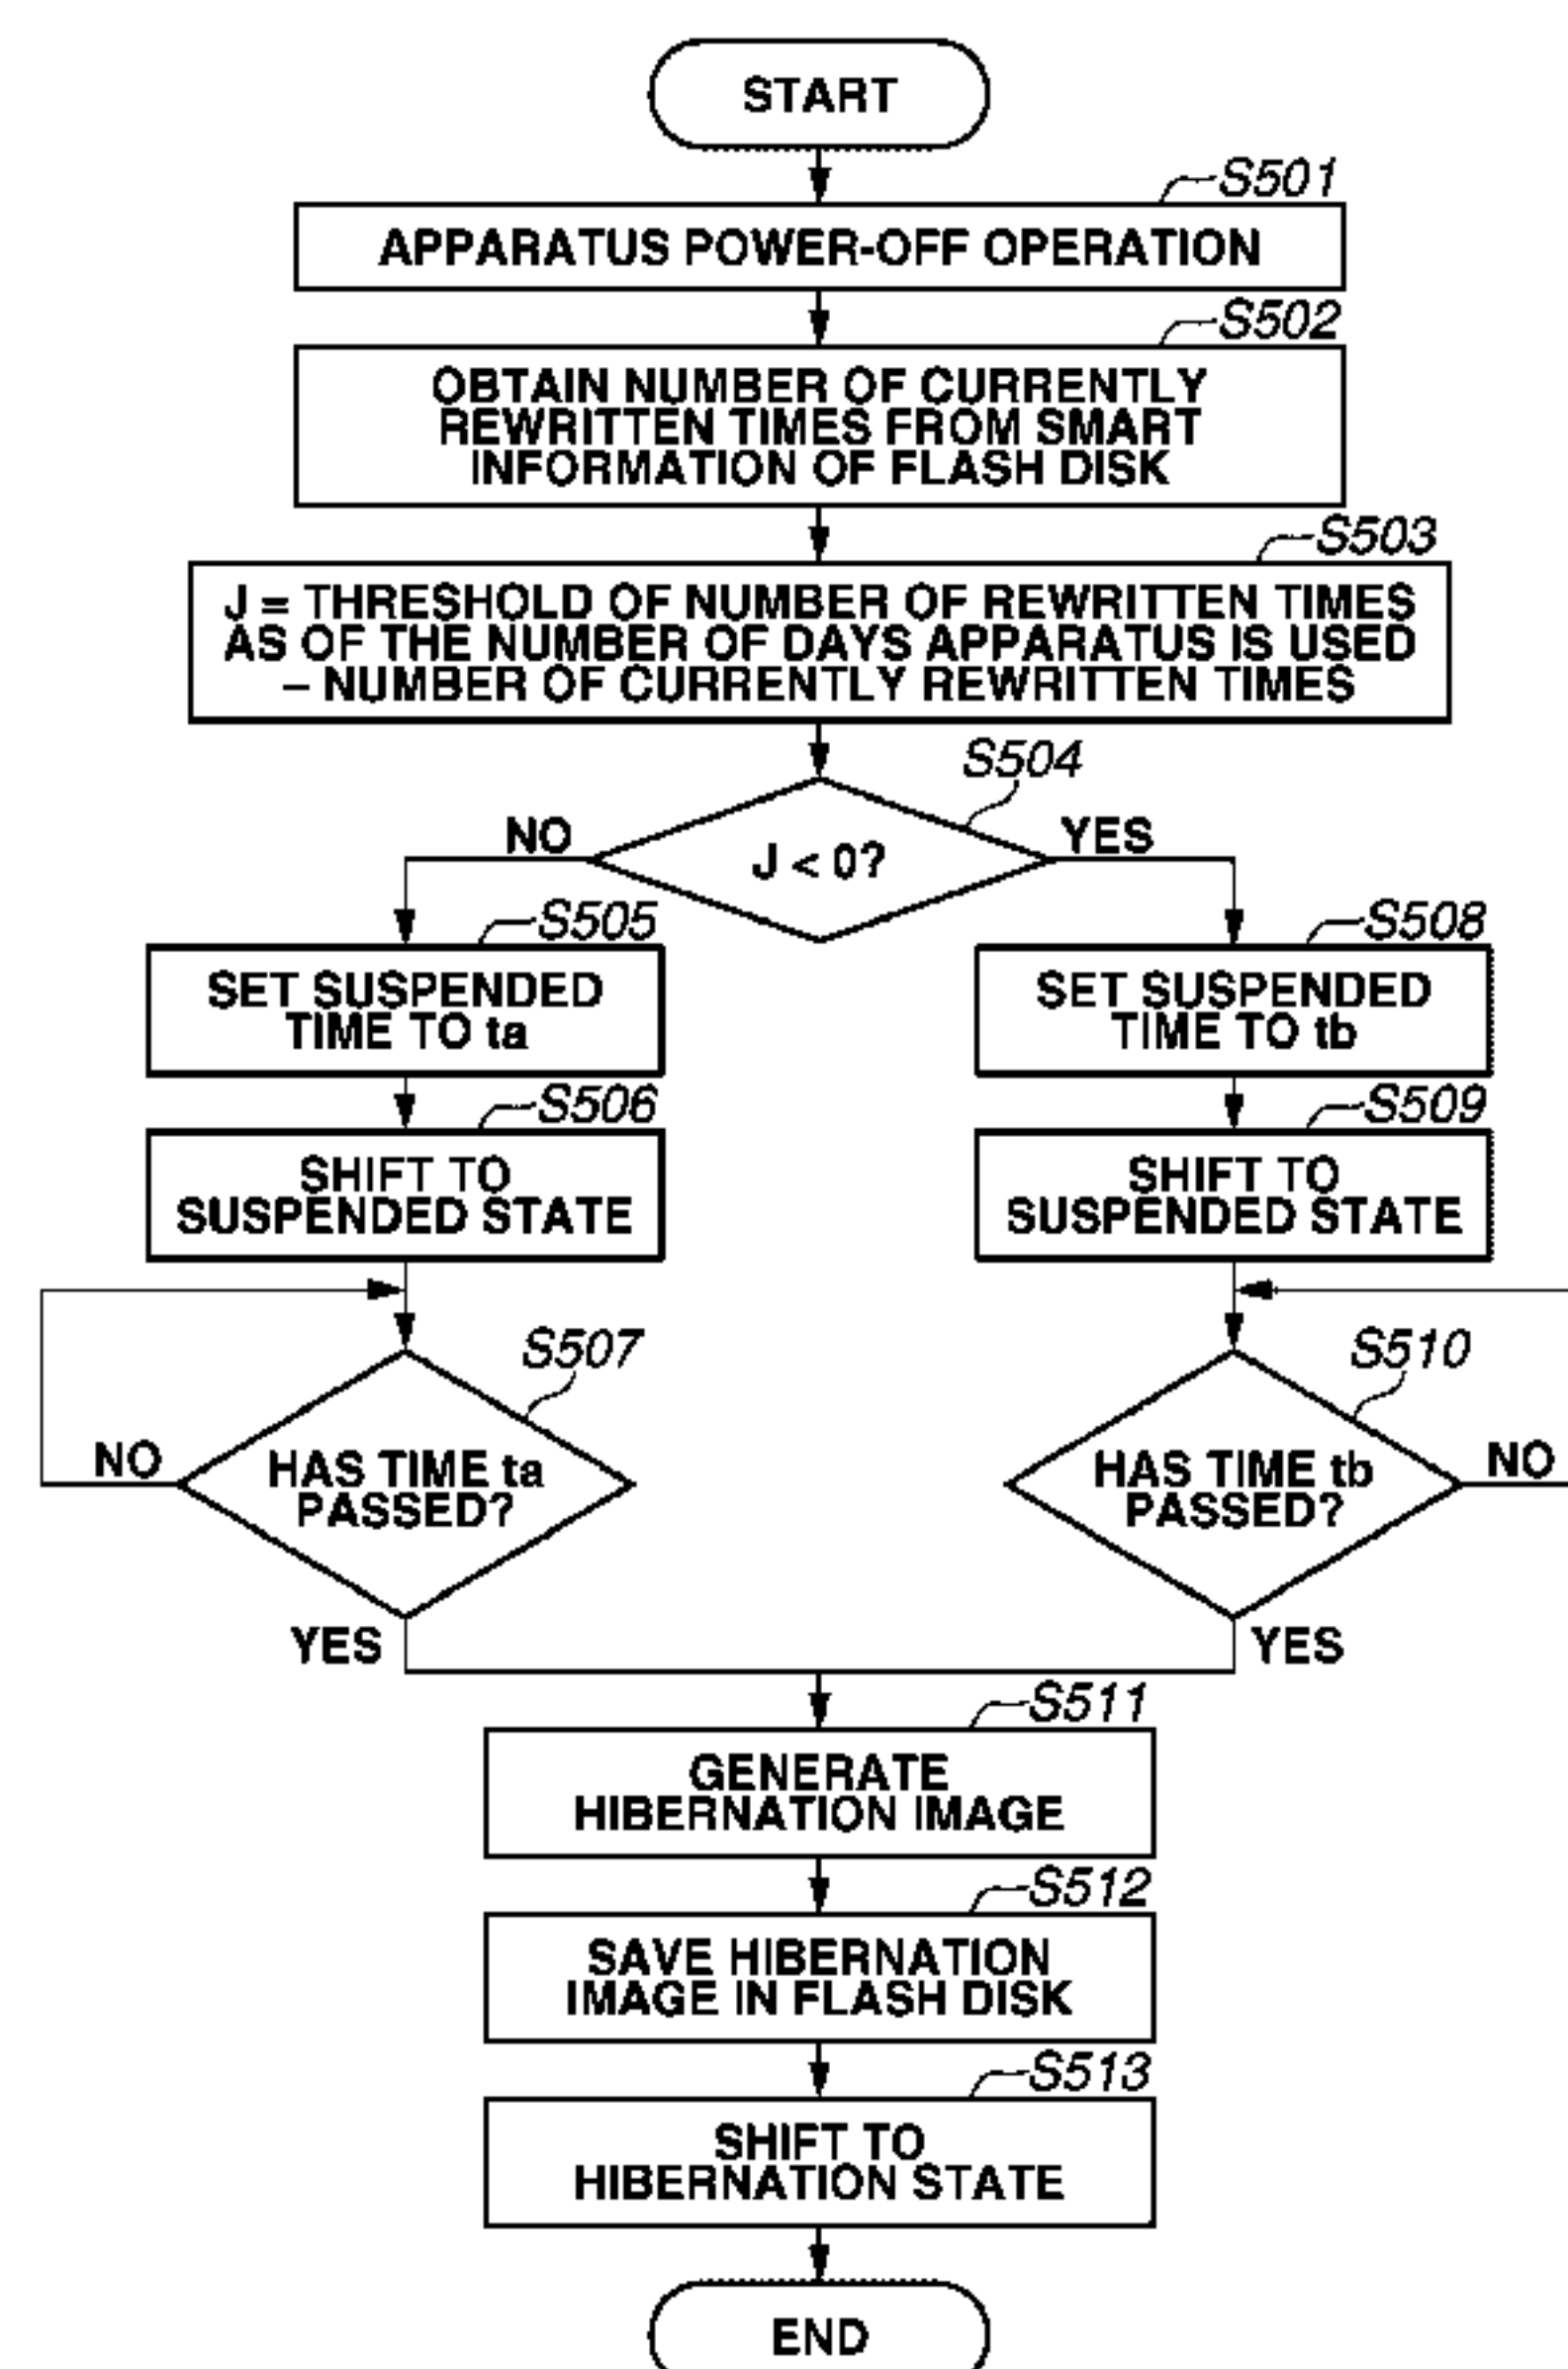 START
S501
APPARATUS POWER-OFF OPERATION
S502
OBTAIN NUMBER OF CURRENTLY
REWRITTEN TIMES FROM SMART
INFORMATION OF FLASH DISK
S503
J = THRESHOLD OF NUMBER OF REWRITTEN TIMES
AS OF THE NUMBER OF DAYS APPARATUS IS USED
– NUMBER OF CURRENTLY REWRITTEN TIMES
S504
NO
J < 0?
YES
S505
SET SUSPENDED
TIME TO ta
S506
SHIFT TO
SUSPENDED STATE
S507
NO
HAS TIME ta
PASSED?
YES
S508
SET SUSPENDED
TIME TO tb
S509
SHIFT TO
SUSPENDED STATE
S510
HAS TIME tb
PASSED?
NO
YES
S511
GENERATE
HIBERNATION IMAGE
S512
SAVE HIBERNATION
IMAGE IN FLASH DISK
S513
SHIFT TO
HIBERNATION STATE
END